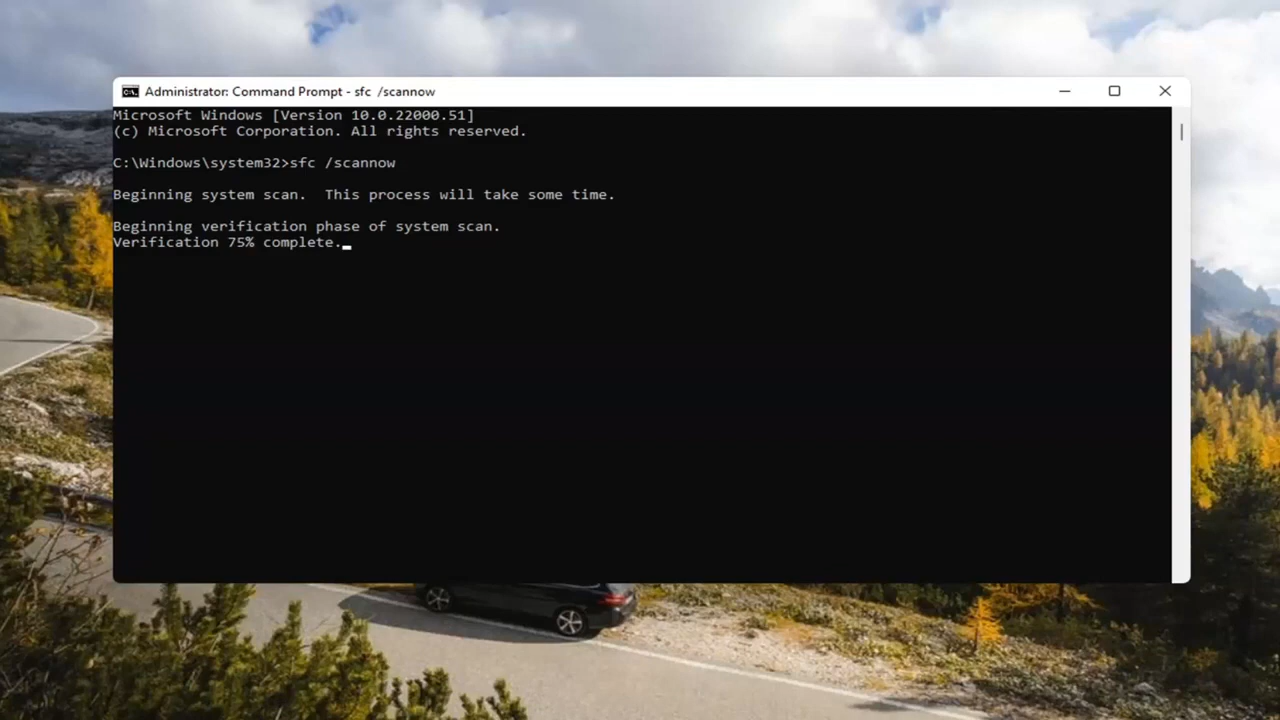 Administrator: Command Prompt - sfc  /scannow
Microsoft Windows [Version 10.0.22000.51]
(c) Microsoft Corporation. All rights reserved.
C:\Windows\system32>sfc /scannow
Beginning system scan.  This process will take some time.
Beginning verification phase of system scan.
Verification 75% complete.